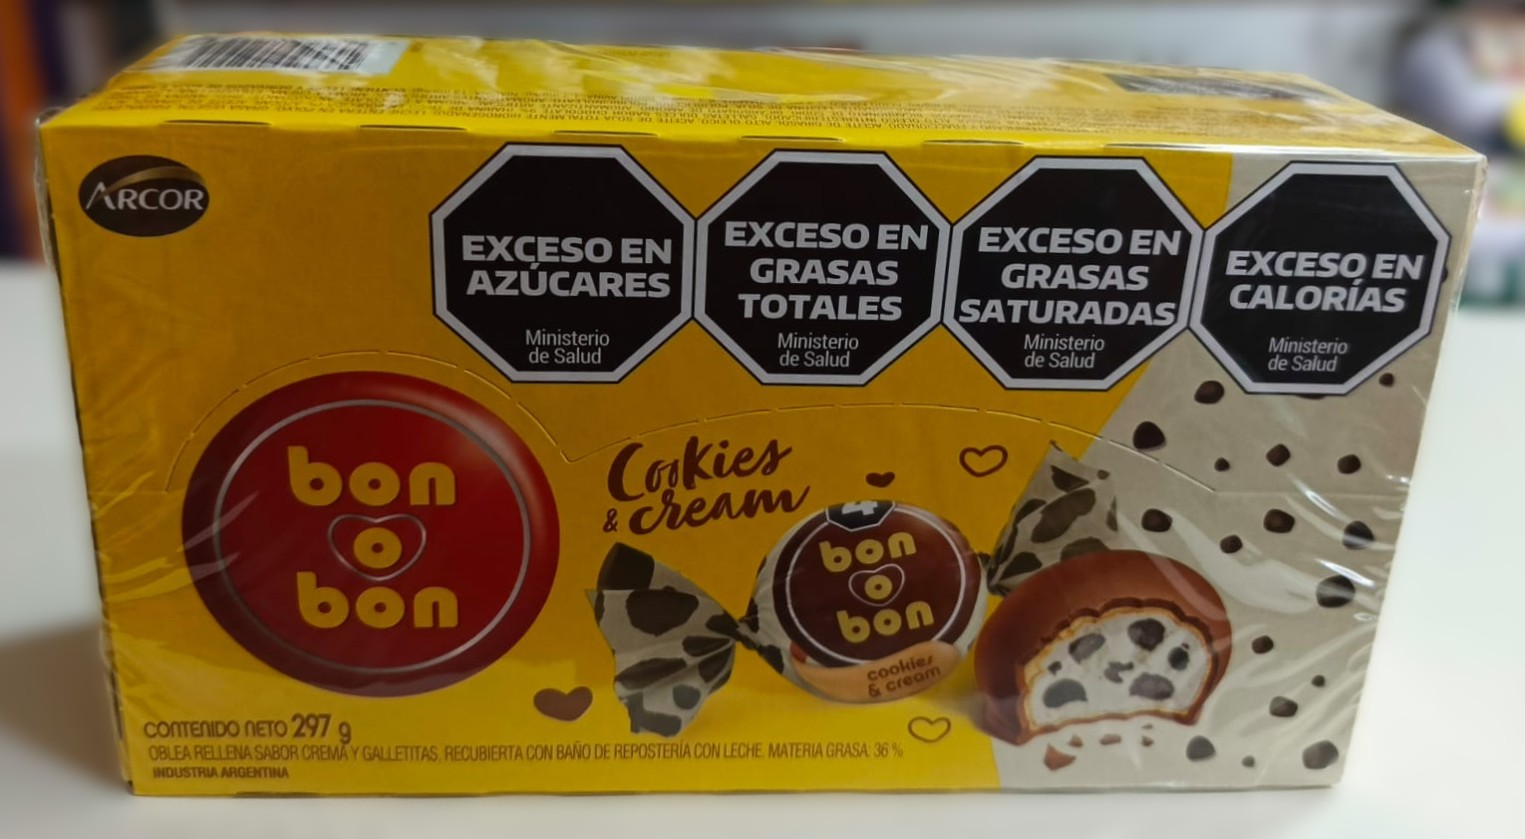 ARCOR
EXCESO EN
AZÚCARES
Ministerio
de Salud
EXCESO EN
GRASAS
TOTALES
Ministerio
de Salud
EXCESO EN
GRASAS
SATURADAS
Ministerio
de Salud
EXCESO EN
CALORÍAS
Ministerio
de Salud
bon
o
bon
Cookies
& cream
4
bon
o
bon
cookies
& cream
CONTENIDO NETO 297 g
OBLEA RELLENA SABOR CREMA Y GALLETITAS, RECUBIERTA CON BAÑO DE REPOSTERÍA CON LECHE. MATERIA GRASA: 36 %
INDUSTRIA ARGENTINA